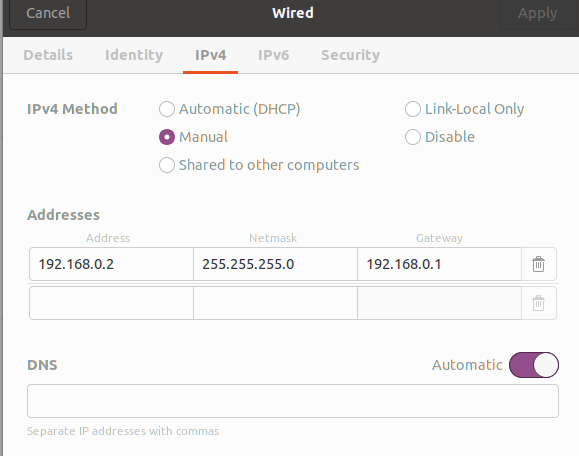 Cancel Wired Apply
Details Identity IPv4 IPv6 Security
IPv4 Method Automatic (DHCP) Link-Local Only
Manual Disable
Shared to other computers
Addresses
Address Netmask Gateway
192.168.0.2 255.255.255.0 192.168.0.1
DNS Automatic
Separate IP addresses with commas